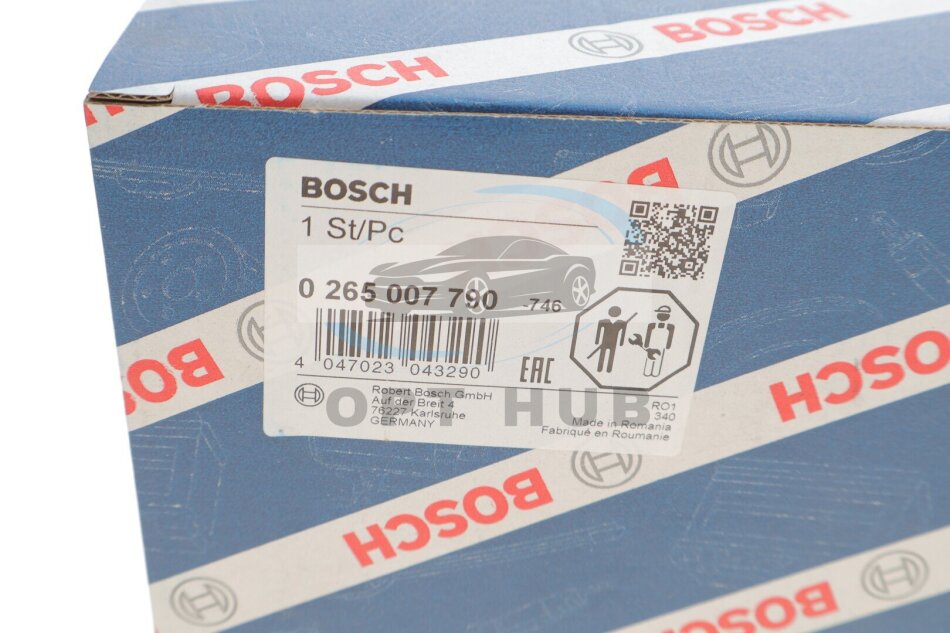 BOSCH
BOSCH
BOSCH
1 St/Pc
0 265 007 790 -746
4 047023 043290
EAC
Robert Bosch GmbH
Auf der Breit 4
76227 Karlsruhe
GERMANY
RO1
340
Made in Romania
Fabriqué en Roumanie
HUB
BOSCH
BOSCH
BOSCH
BOSCH